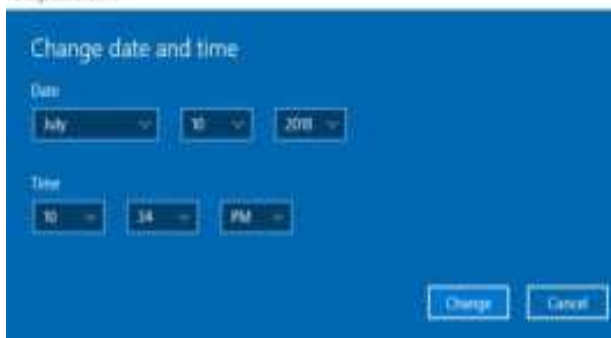 Change date and time
Date
July 10 2018
Time
10 34 PM
Change Cancel